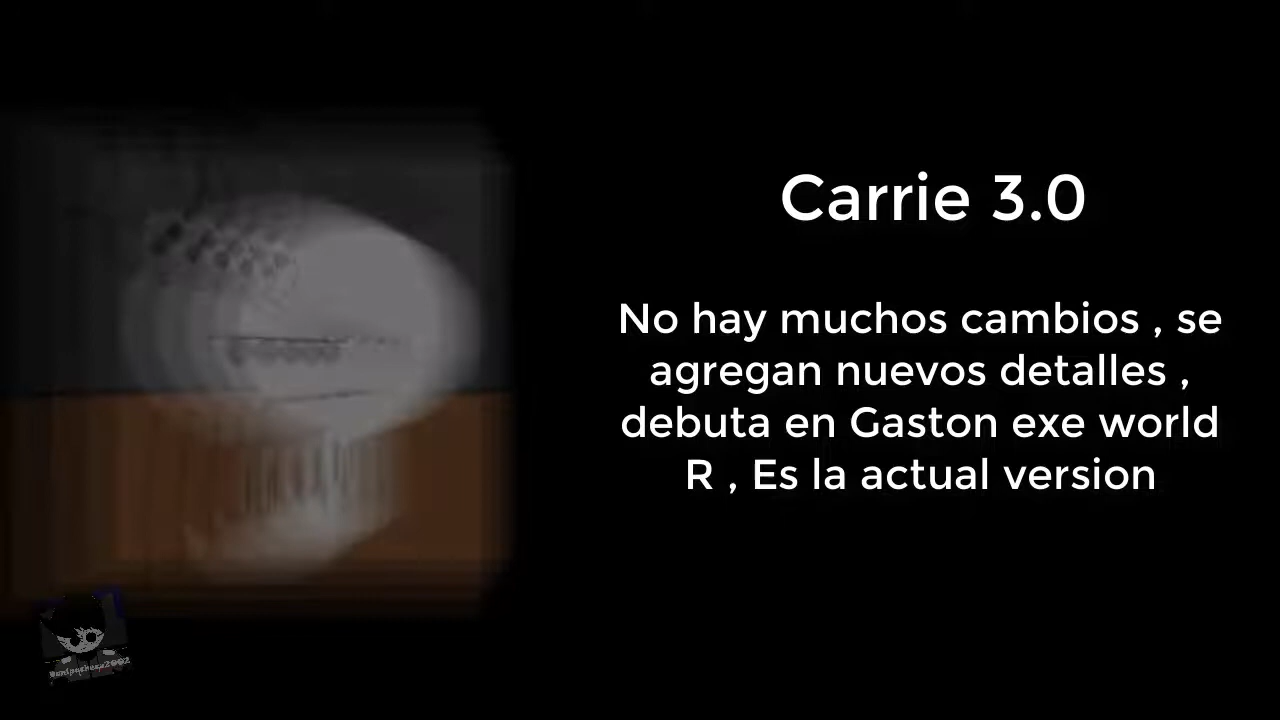 Carrie 3.0
No hay muchos cambios , se
agregan nuevos detalles ,
debuta en Gaston exe world
R , Es la actual version